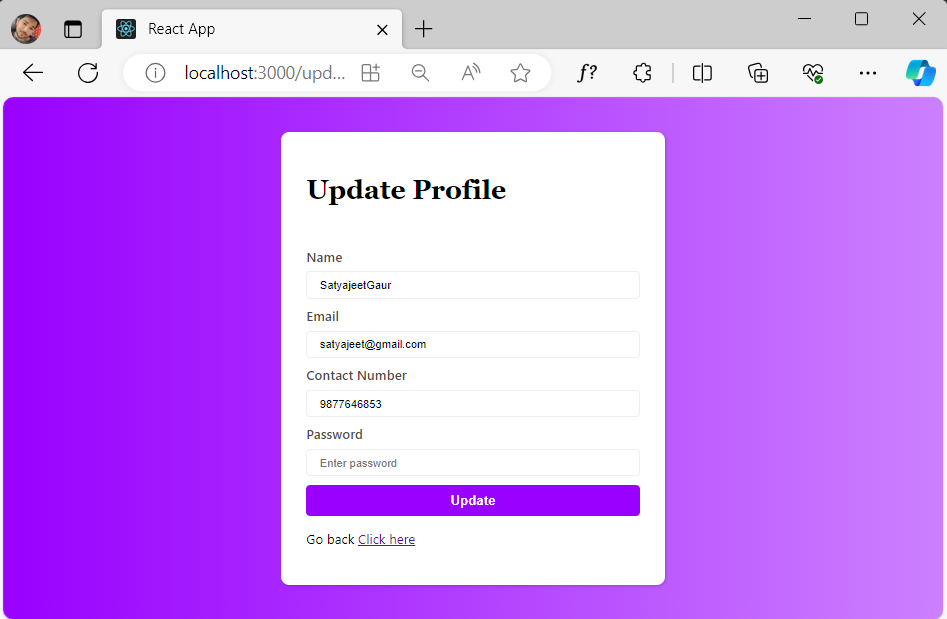 React App
localhost:3000/upd...
Update Profile
Name
SatyajeetGaur
Email
satyajeet@gmail.com
Contact Number
9877646853
Password
Enter password
Update
Go back Click here